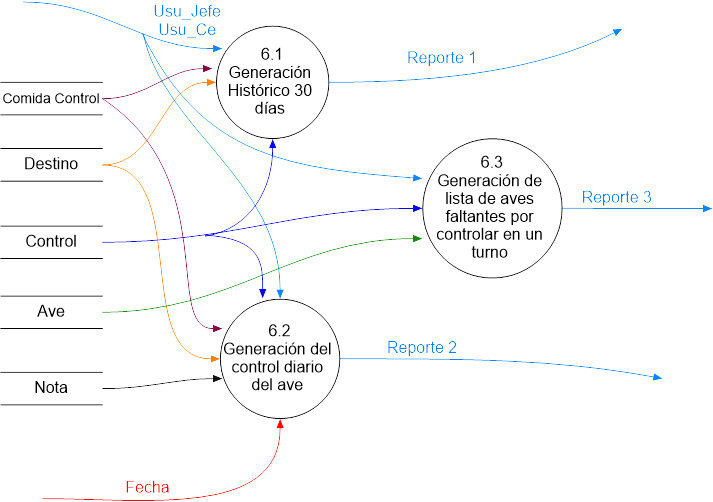 Usu_Jefe
Usu_Ce
6.1
Generación
Histórico 30
días
Reporte 1
Comida Control
Destino
6.3
Generación de
lista de aves
faltantes por
controlar en un
turno
Reporte 3
Control
Ave
6.2
Generación del
control diario
del ave
Reporte 2
Nota
Fecha